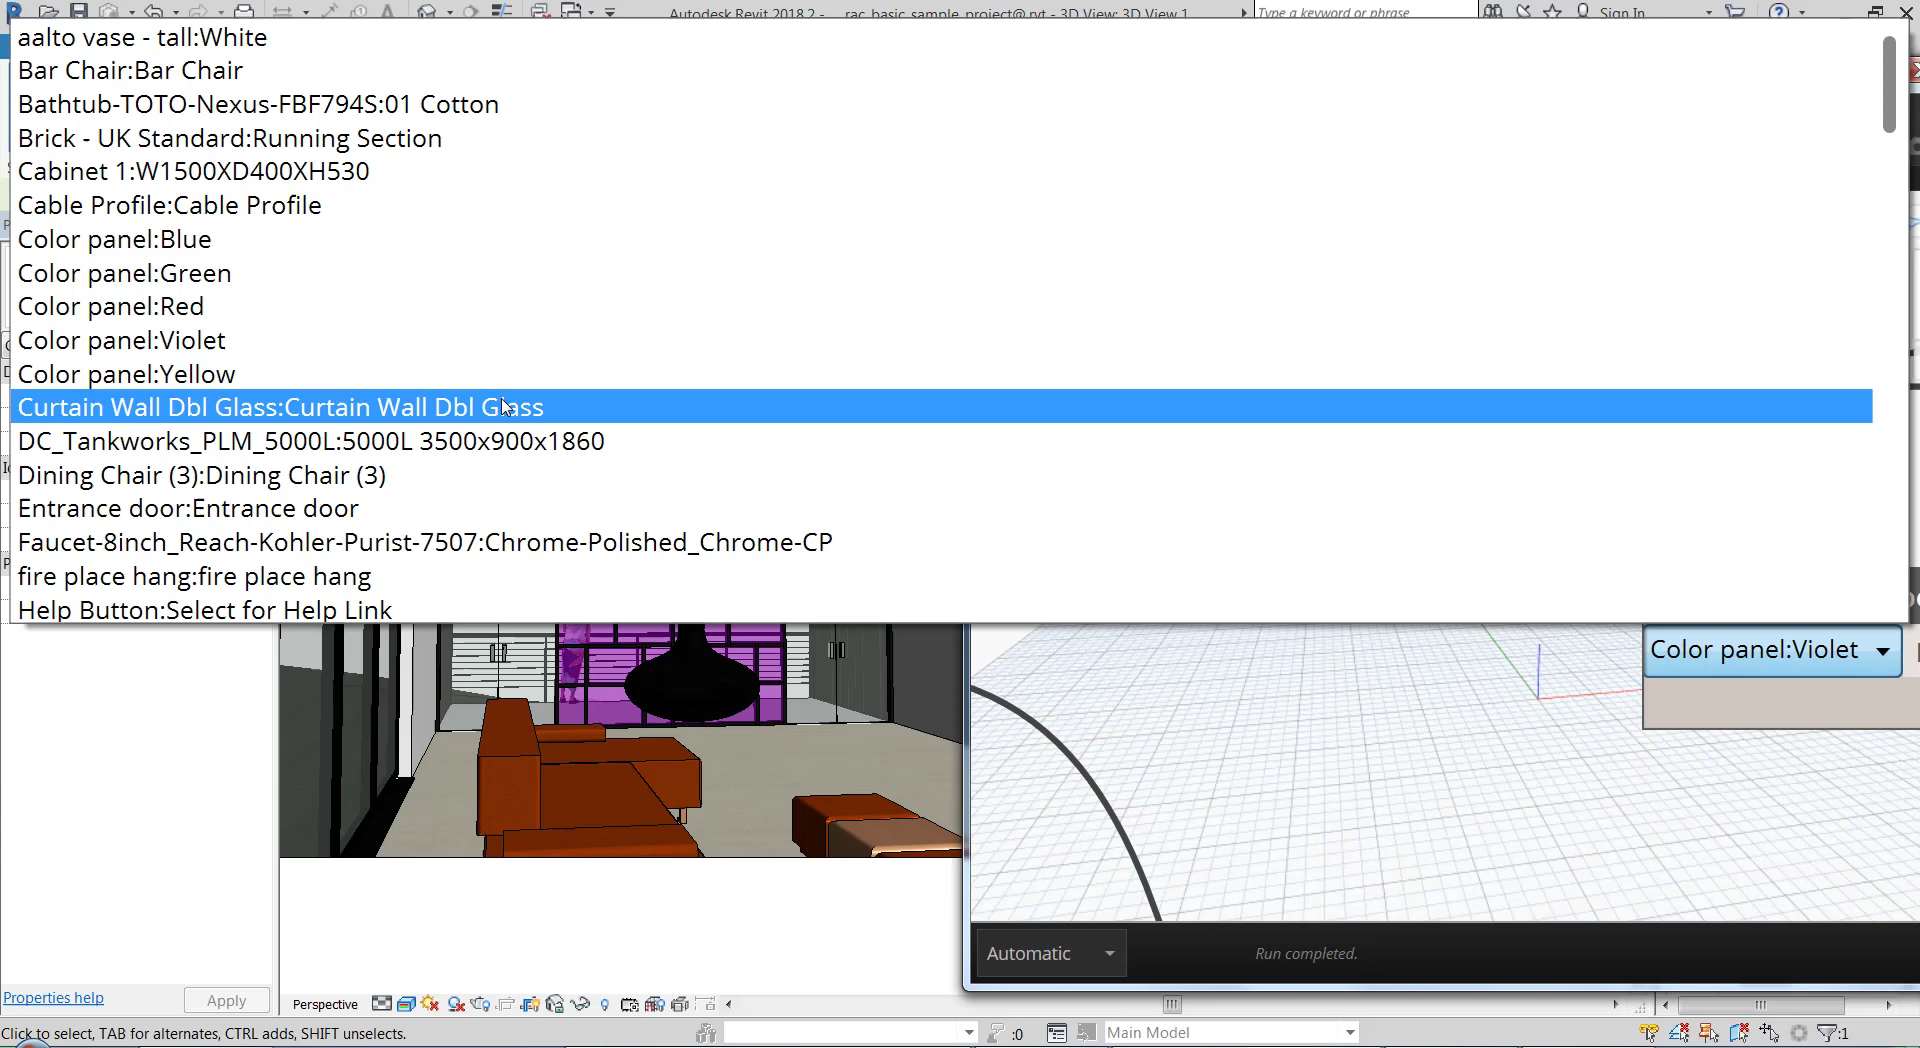 Autodesk Revit 2018.2 - rac_basic_sample_project@.rvt - 3D View: 3D View 1
Type a keyword or phrase
Sign In
aalto vase - tall:White
Bar Chair:Bar Chair
Bathtub-TOTO-Nexus-FBF794S:01 Cotton
Brick - UK Standard:Running Section
Cabinet 1:W1500XD400XH530
Cable Profile:Cable Profile
Color panel:Blue
Color panel:Green
Color panel:Red
Color panel:Violet
Color panel:Yellow
Curtain Wall Dbl Glass:Curtain Wall Dbl Glass
DC_Tankworks_PLM_5000L:5000L 3500x900x1860
Dining Chair (3):Dining Chair (3)
Entrance door:Entrance door
Faucet-8inch_Reach-Kohler-Purist-7507:Chrome-Polished_Chrome-CP
fire place hang:fire place hang
Help Button:Select for Help Link
Color panel:Violet
Automatic
Run completed.
Properties help
Apply
Perspective
Click to select, TAB for alternates, CTRL adds, SHIFT unselects.
:0
Main Model
:1